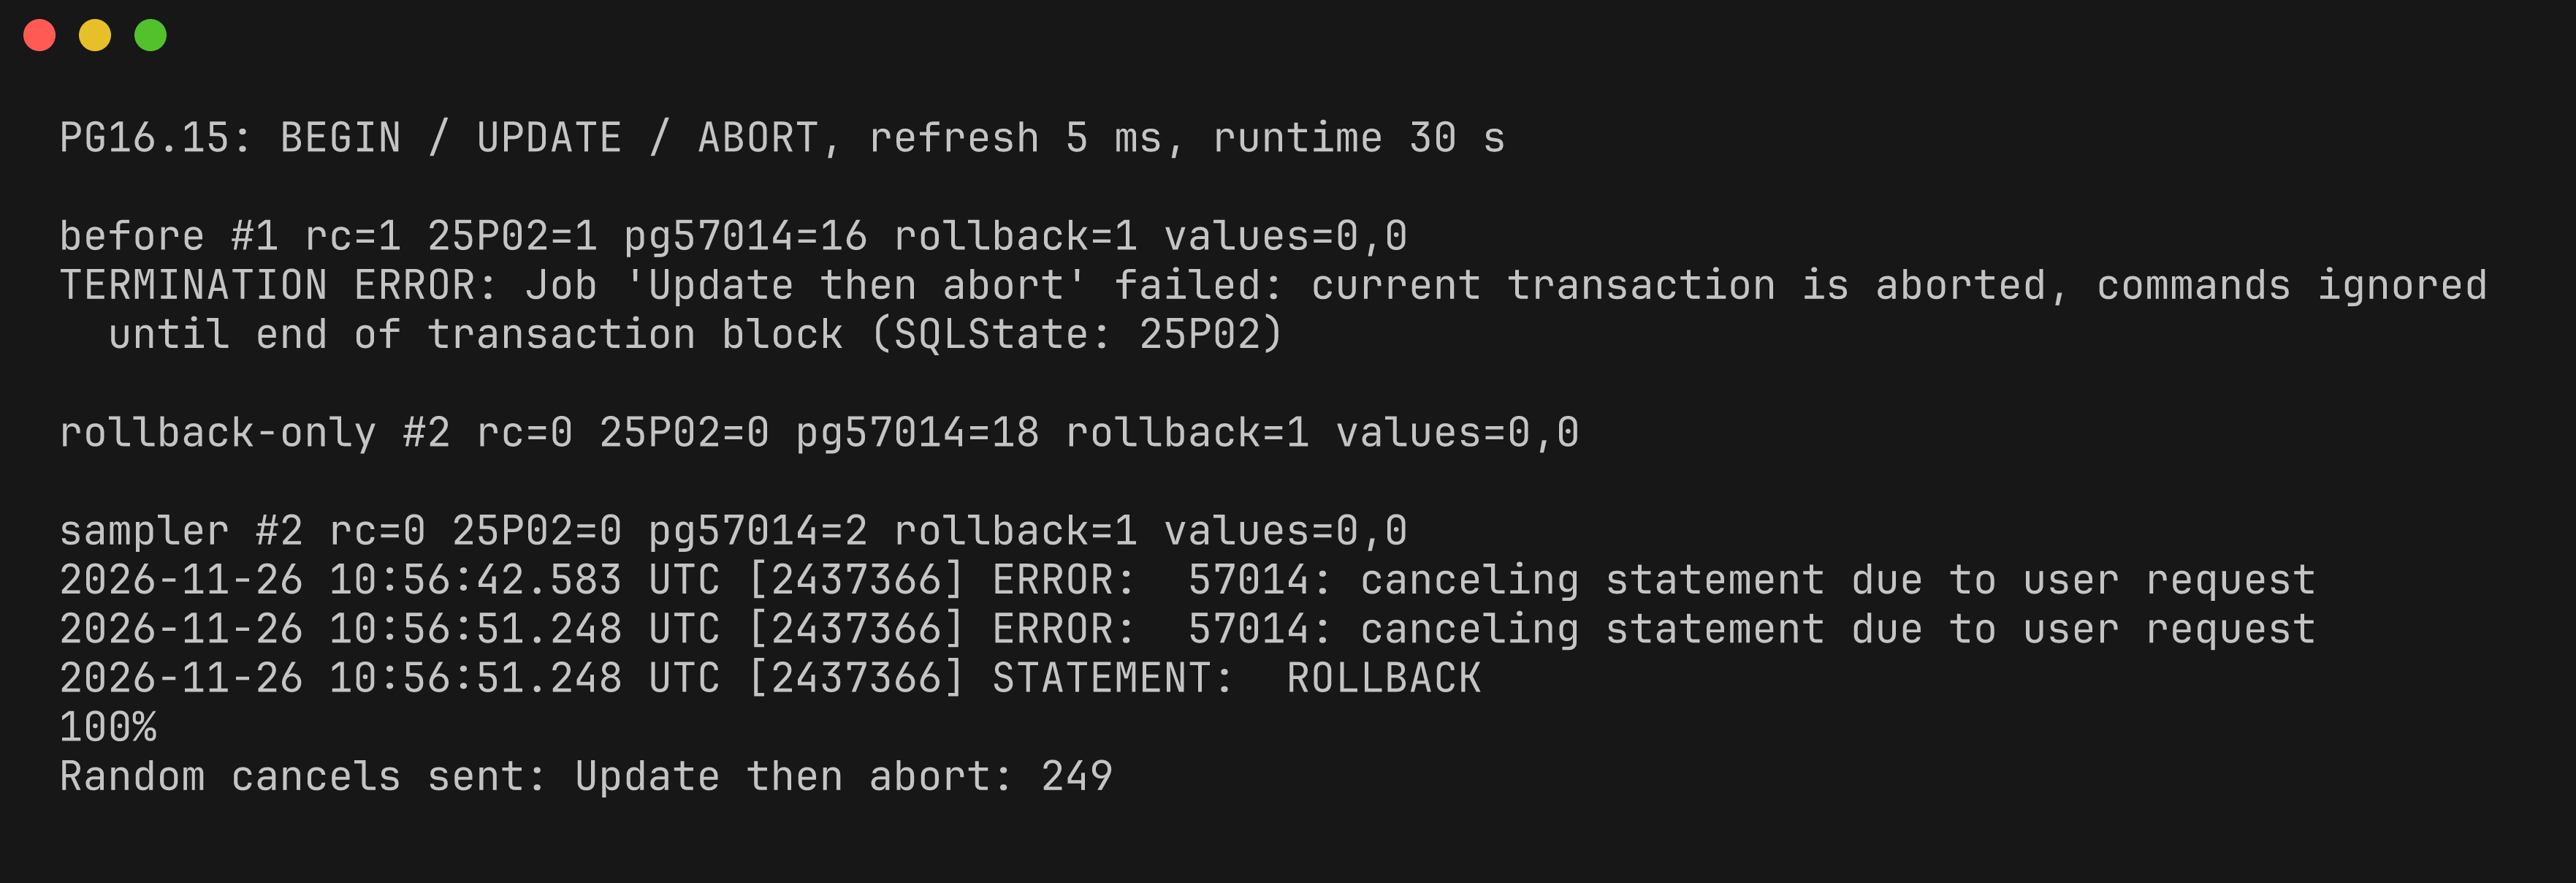 PG16.15: BEGIN / UPDATE / ABORT, refresh 5 ms, runtime 30 s
before #1 rc=1 25P02=1 pg57014=16 rollback=1 values=0,0
TERMINATION ERROR: Job 'Update then abort' failed: current transaction is aborted, commands ignored
  until end of transaction block (SQLState: 25P02)
rollback-only #2 rc=0 25P02=0 pg57014=18 rollback=1 values=0,0
sampler #2 rc=0 25P02=0 pg57014=2 rollback=1 values=0,0
2026-11-26 10:56:42.583 UTC [2437366] ERROR:  57014: canceling statement due to user request
2026-11-26 10:56:51.248 UTC [2437366] ERROR:  57014: canceling statement due to user request
2026-11-26 10:56:51.248 UTC [2437366] STATEMENT:  ROLLBACK
100%
Random cancels sent: Update then abort: 249